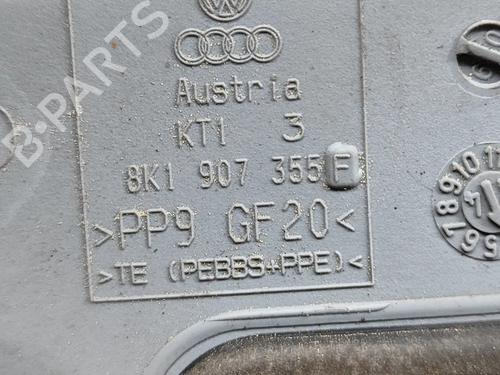 B-PARTS
Austria
KT1 3
8K1 907 355 F
>PP9 GF20<
>TE (PEBBS+PPE)<